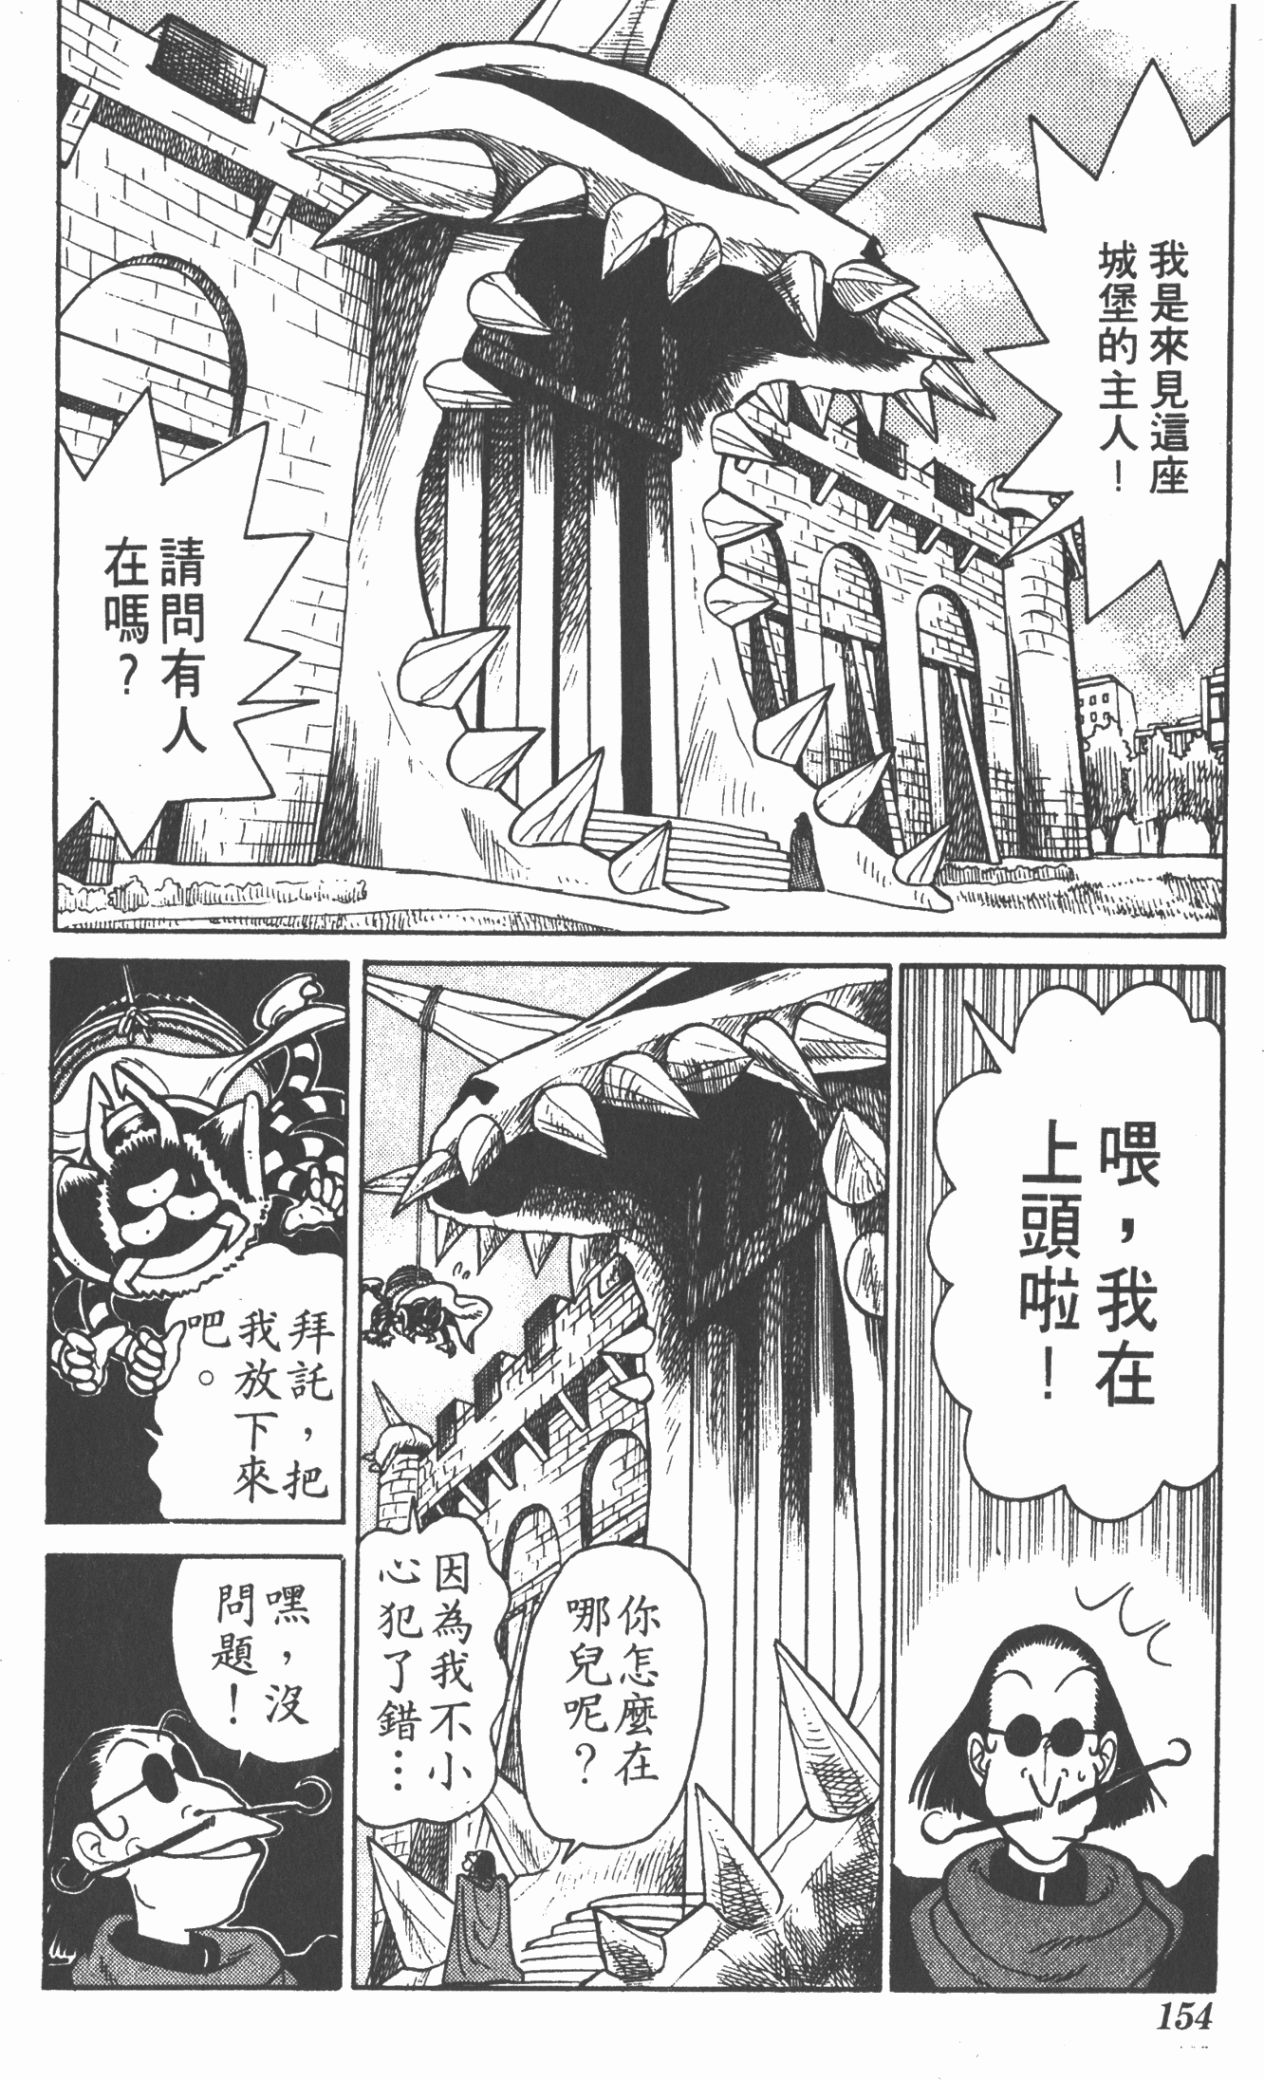 我是來見這座
城堡的主人！
請問有人
在嗎？
喂，我在
上頭啦！
你怎麼在
哪兒呢？
因為我不小
心犯了錯…
拜託，把
我放下來
吧。
嘿，沒
問題！
154